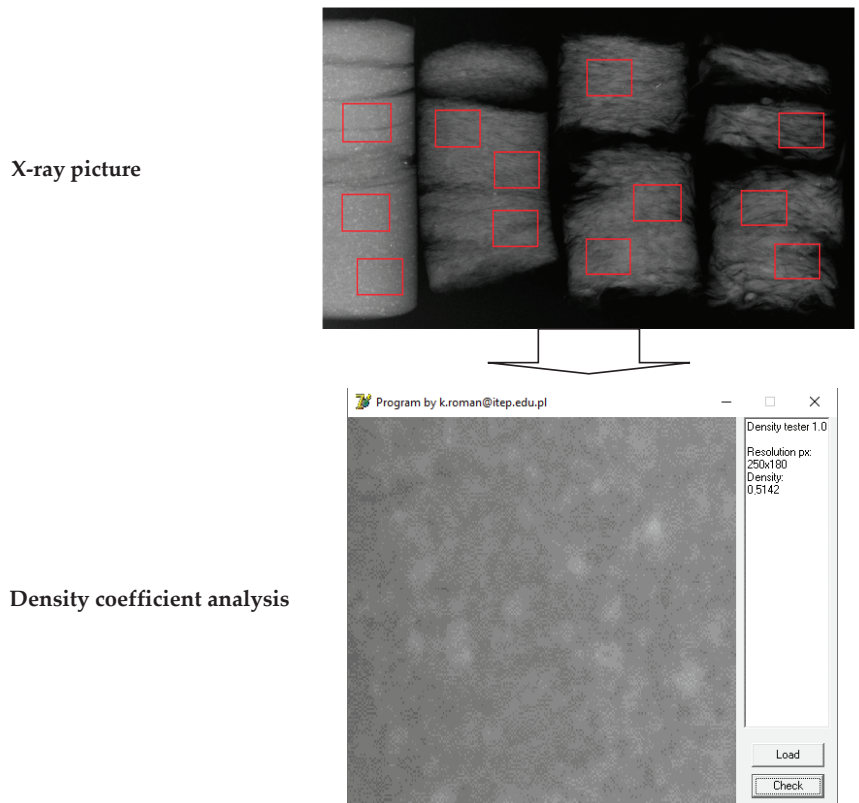 X-ray picture
Program by k.roman@itep.edu.pl
Density tester 1.0
Resolution px:
250x180
Density:
0,5142
Density coefficient analysis
Load
Check